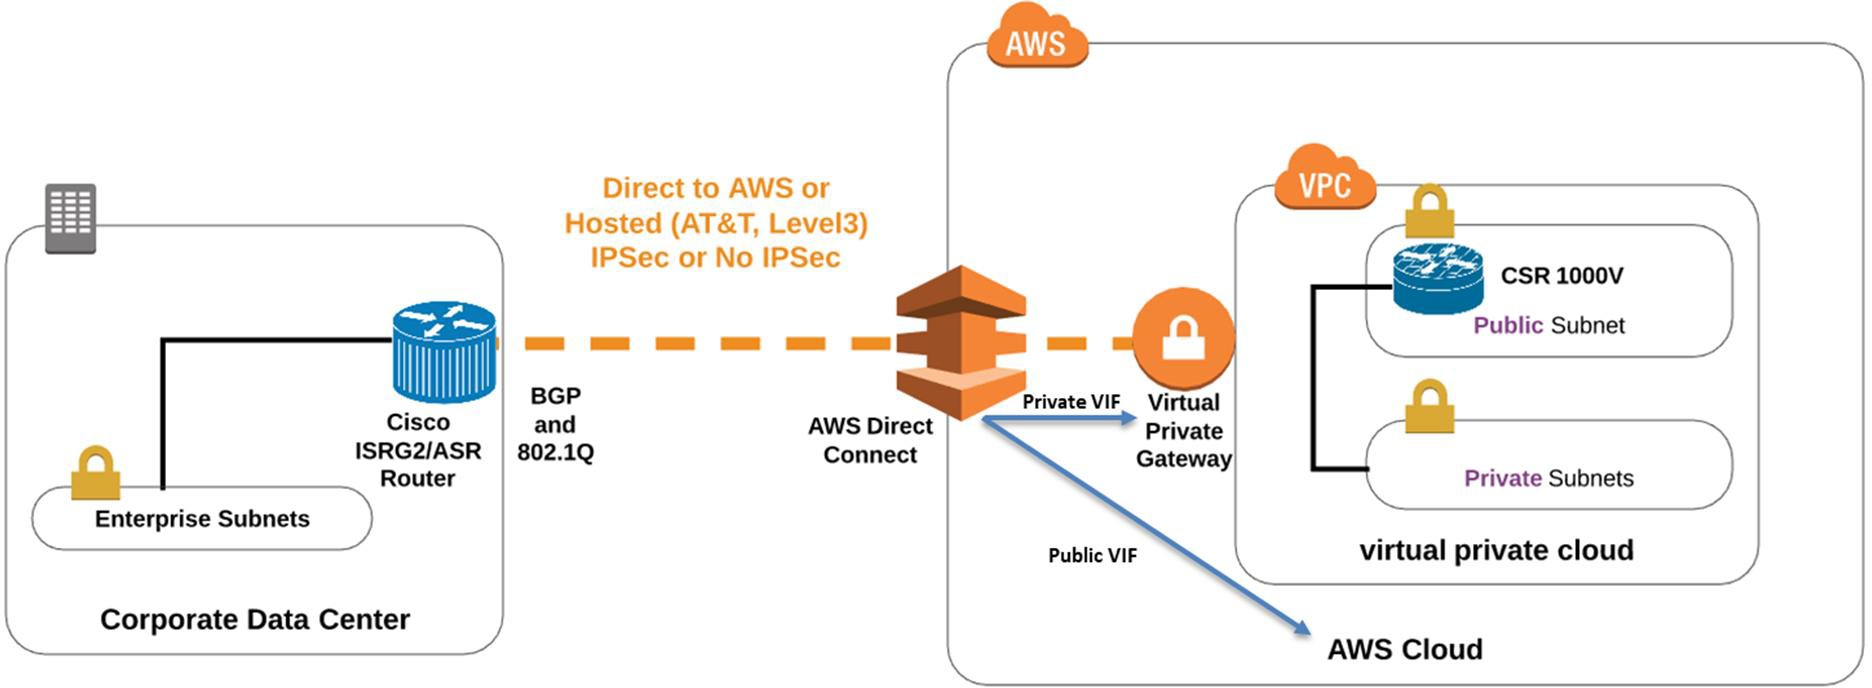 AWS
VPC
Direct to AWS or
Hosted (AT&T, Level3)
IPSec or No IPSec
CSR 1000V
Public Subnet
BGP
and
802.1Q
Cisco
ISRG2/ASR
Router
AWS Direct
Connect
Private VIF
Virtual
Private
Gateway
Private Subnets
Enterprise Subnets
virtual private cloud
Public VIF
Corporate Data Center
AWS Cloud